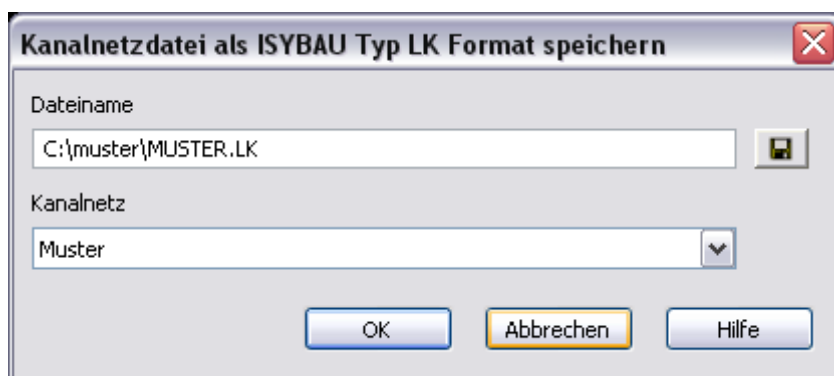 Kanalnetzdatei als ISYBAU Typ LK Format speichern
Dateiname
C:\muster\MUSTER.LK
Kanalnetz
Muster
OK Abbrechen Hilfe